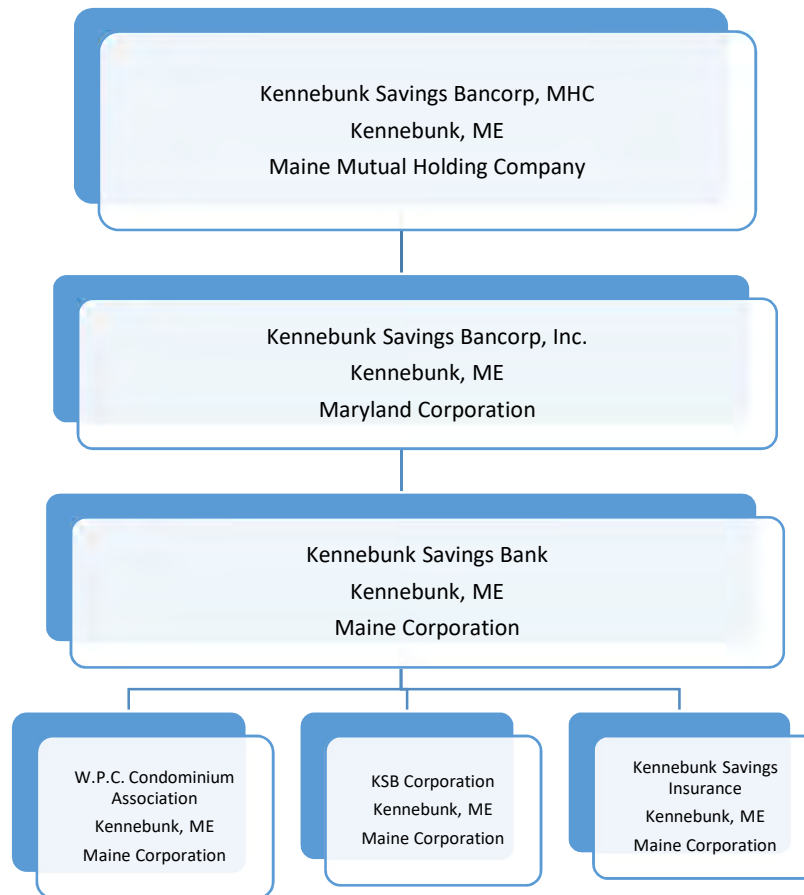 Kennebunk Savings Bancorp, MHC
Kennebunk, ME
Maine Mutual Holding Company
Kennebunk Savings Bancorp, Inc.
Kennebunk, ME
Maryland Corporation
Kennebunk Savings Bank
Kennebunk, ME
Maine Corporation
W.P.C. Condominium
Association
Kennebunk, ME
Maine Corporation
KSB Corporation
Kennebunk, ME
Maine Corporation
Kennebunk Savings
Insurance
Kennebunk, ME
Maine Corporation